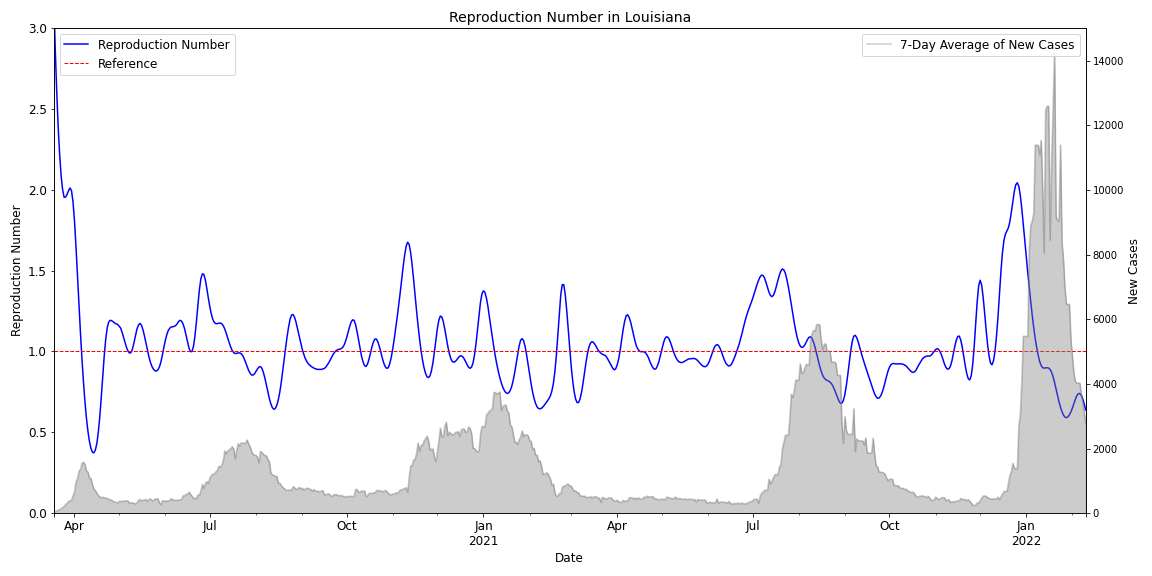 Reproduction Number in Louisiana
Reproduction Number
Reference
7-Day Average of New Cases
Reproduction Number
3.0
2.5
2.0
1.5
1.0
0.5
0.0
14000
12000
10000
8000
6000
4000
2000
0
New Cases
Apr
Jul
Oct
Jan
2021
Apr
Jul
Oct
Jan
2022
Date